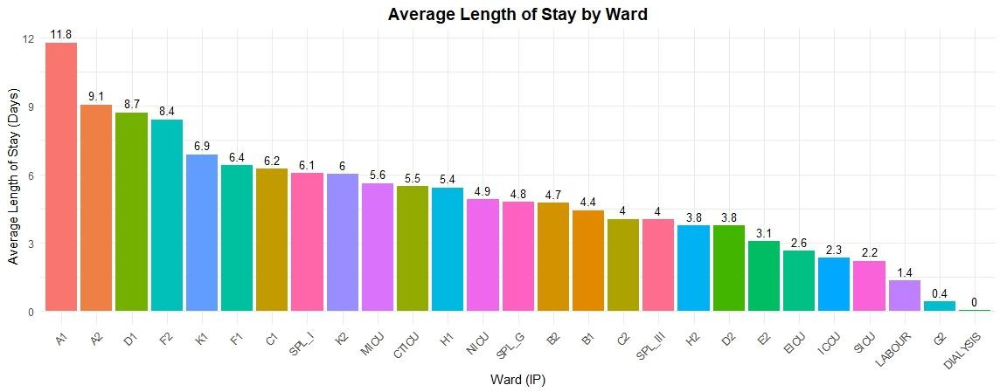 Average Length of Stay by Ward
Average Length of Stay (Days)
12
9
6
3
0
11.8
9.1
8.7
8.4
6.9
6.4
6.2
6.1
6
5.6
5.5
5.4
4.9
4.8
4.7
4.4
4
4
3.8
3.8
3.1
2.6
2.3
2.2
1.4
0.4
0
A1
A2
D1
F2
K1
F1
C1
SPL_I
K2
MICU
CTICU
H1
NICU
SPL_G
B2
B1
C2
SPL_III
H2
D2
E2
EICU
ICCU
SICU
LABOUR
G2
DIALYSIS
Ward (IP)